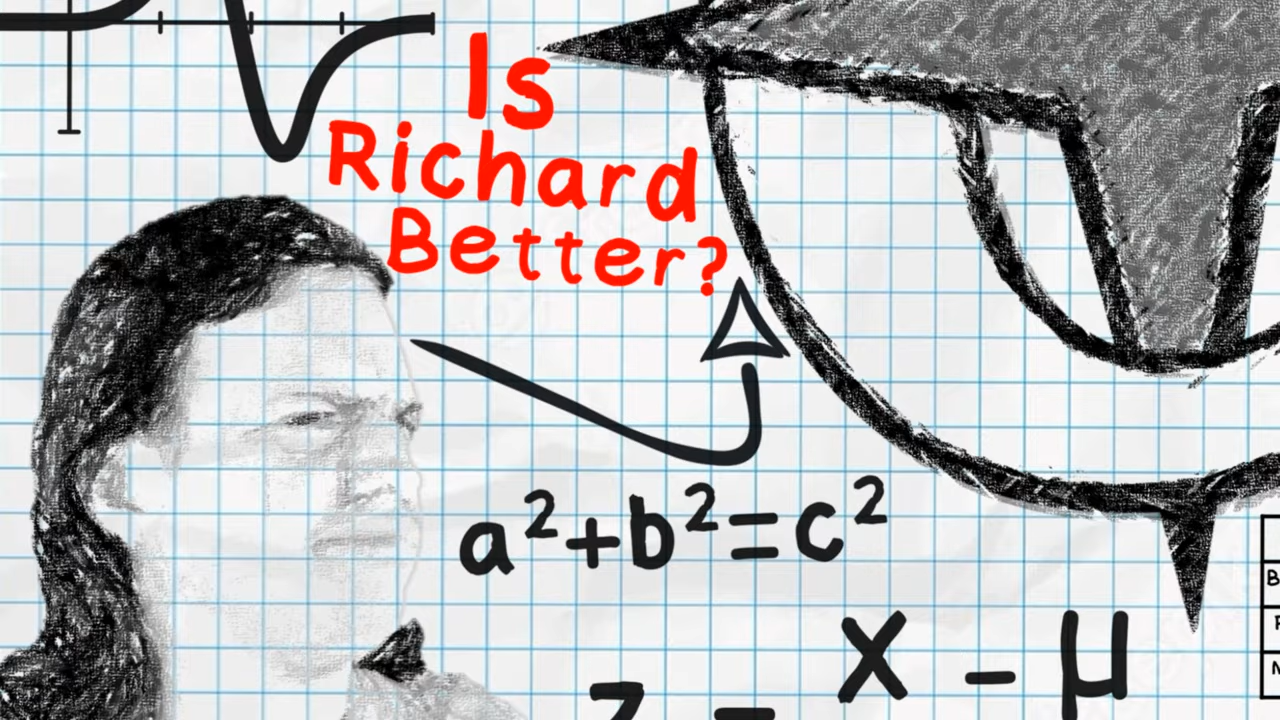 Is
Richard
Better?
a²+b²=c²
x - μ
z =
B